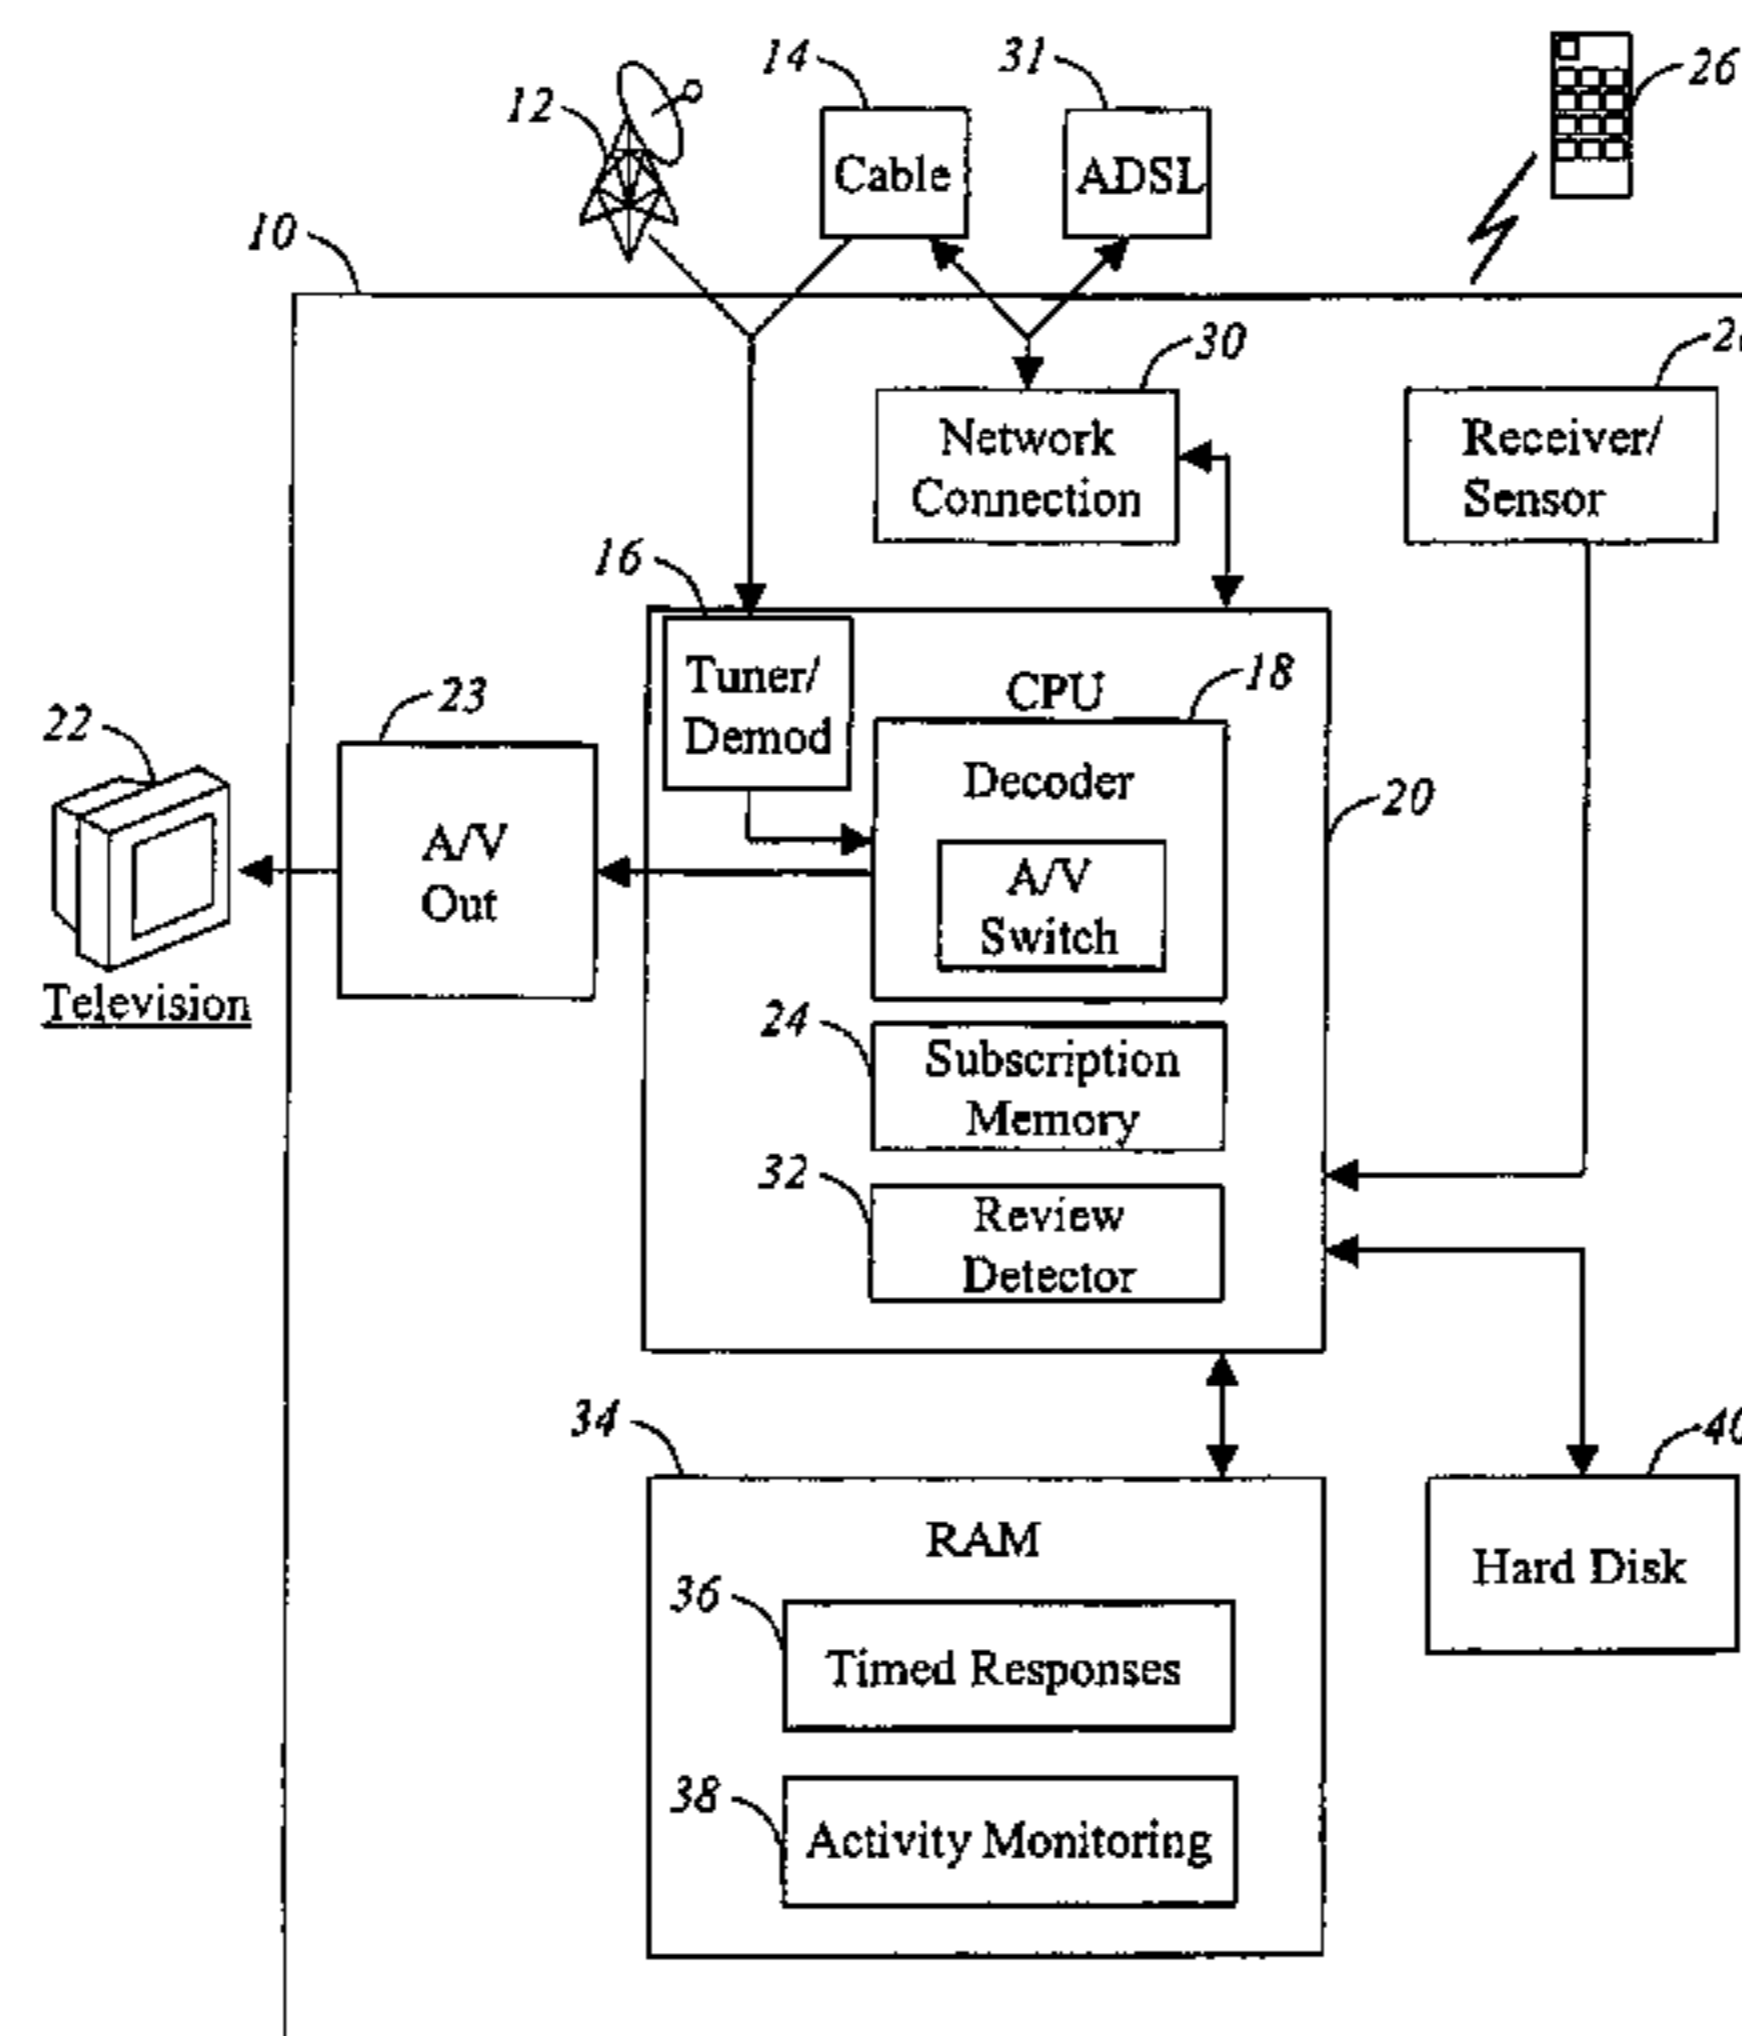 14
31
26
12
Cable
ADSL
10
30
Network
Connection
Receiver/
Sensor
16
Tuner/
Demod
CPU
18
23
22
Decoder
20
A/V
Out
A/V
Switch
Television
24
Subscription
Memory
32
Review
Detector
34
40
RAM
Hard Disk
36
Timed Responses
38
Activity Monitoring